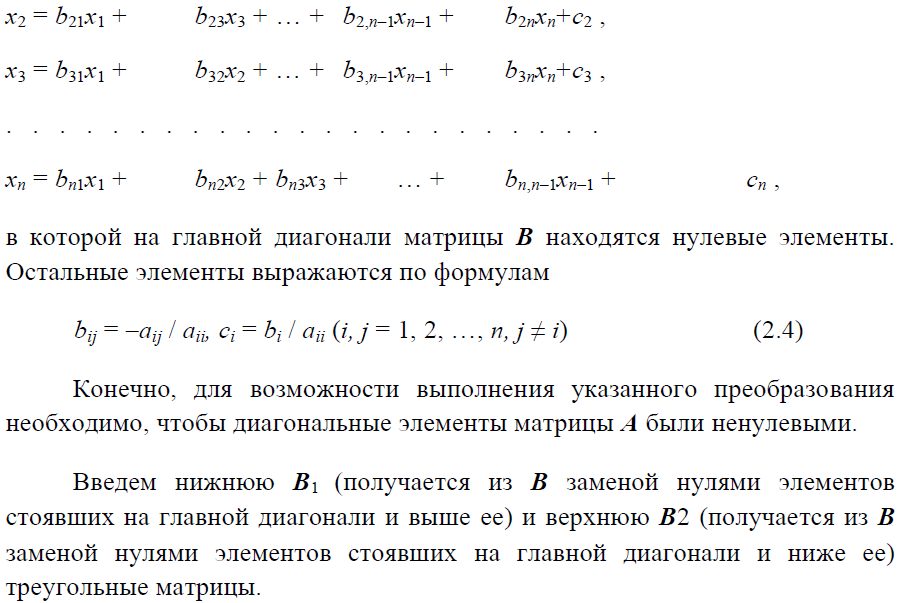 x₂ = b₂₁x₁ + b₂₃x₃ + … + b₂,ₙ₋₁xₙ₋₁ + b₂ₙxₙ+c₂ ,
x₃ = b₃₁x₁ + b₃₂x₂ + … + b₃,ₙ₋₁xₙ₋₁ + b₃ₙxₙ+c₃ ,
. . . . . . . . . . . . . . . . . . . . . . .
xₙ = bₙ₁x₁ + bₙ₂x₂ + bₙ₃x₃ + … + bₙ,ₙ₋₁xₙ₋₁ + cₙ ,
в которой на главной диагонали матрицы B находятся нулевые элементы.
Остальные элементы выражаются по формулам
bᵢⱼ = –aᵢⱼ / aᵢᵢ, cᵢ = bᵢ / aᵢᵢ (i, j = 1, 2, …, n, j ≠ i) (2.4)
Конечно, для возможности выполнения указанного преобразования
необходимо, чтобы диагональные элементы матрицы A были ненулевыми.
Введем нижнюю B₁ (получается из B заменой нулями элементов
стоявших на главной диагонали и выше ее) и верхнюю B2 (получается из B
заменой нулями элементов стоявших на главной диагонали и ниже ее)
треугольные матрицы.